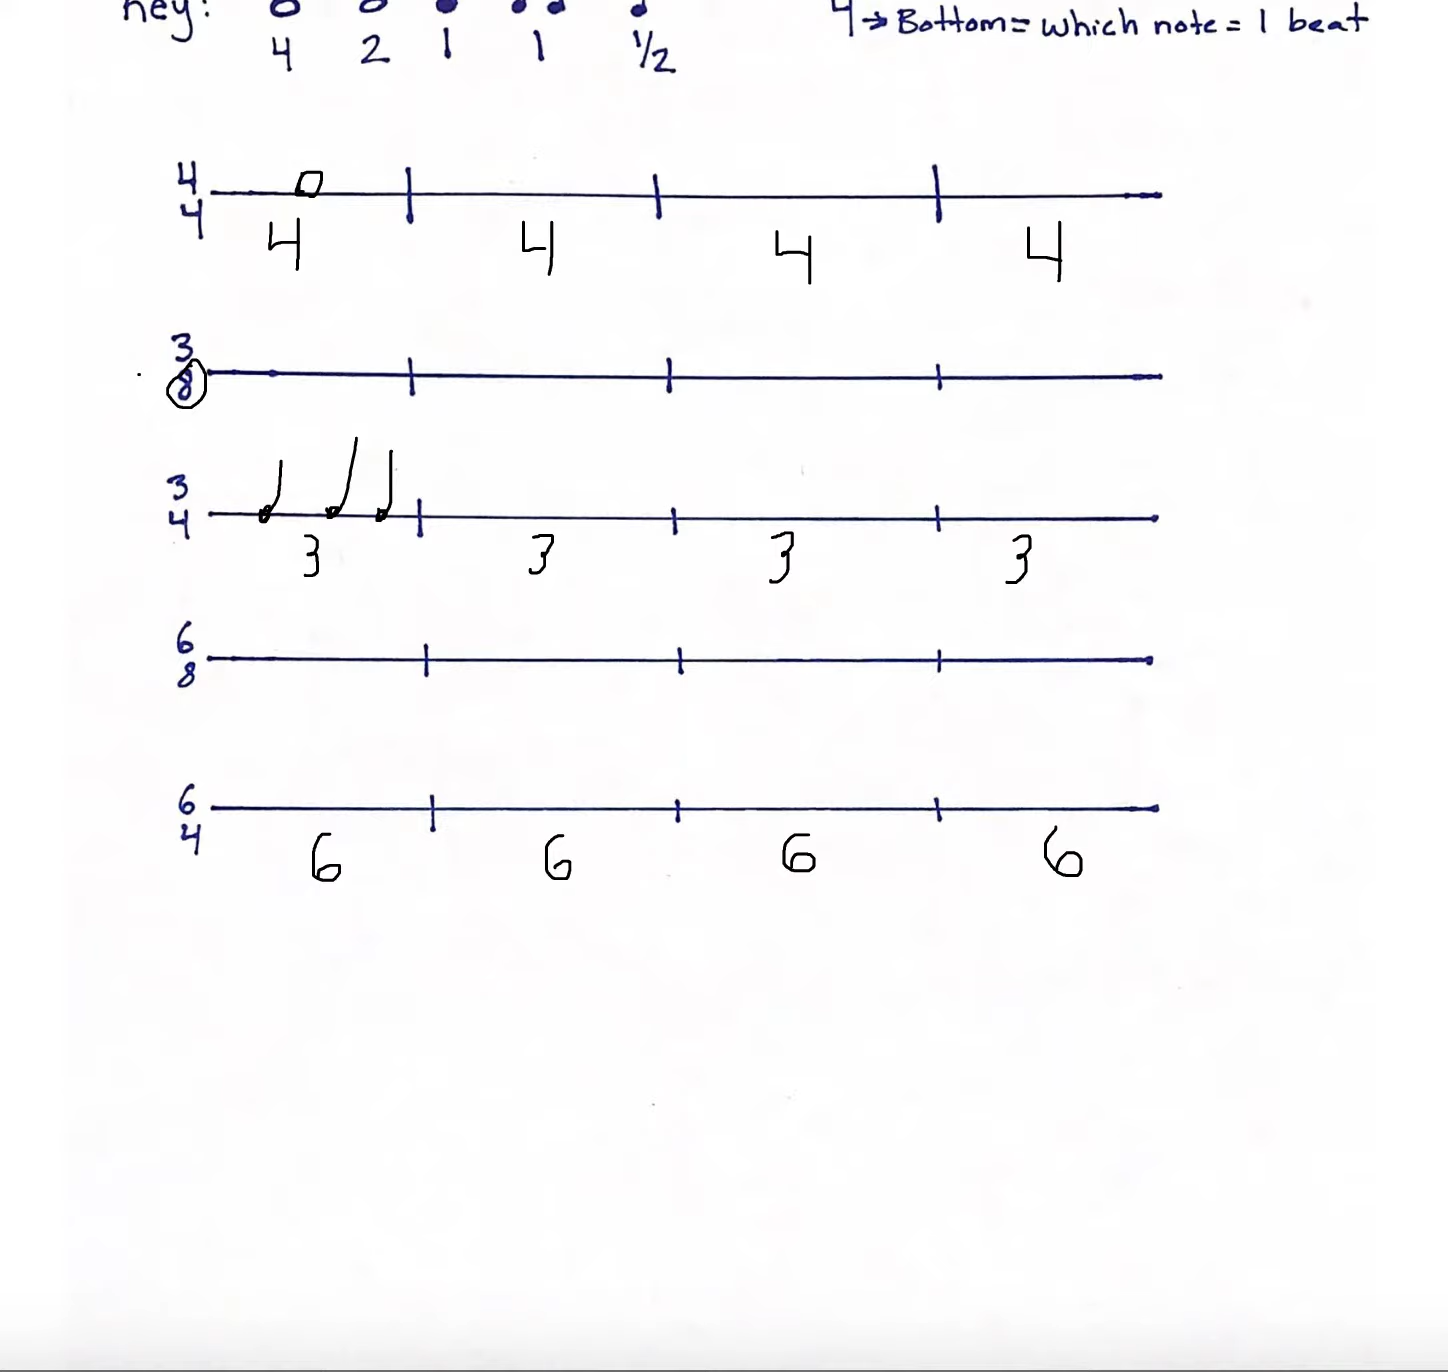 key:
4 2 1 1 1/2
4 → Bottom = which note = 1 beat
4
4
4 4 4 4
3
8
3
4
3 3 3 3
6
8
6
4
6 6 6 6